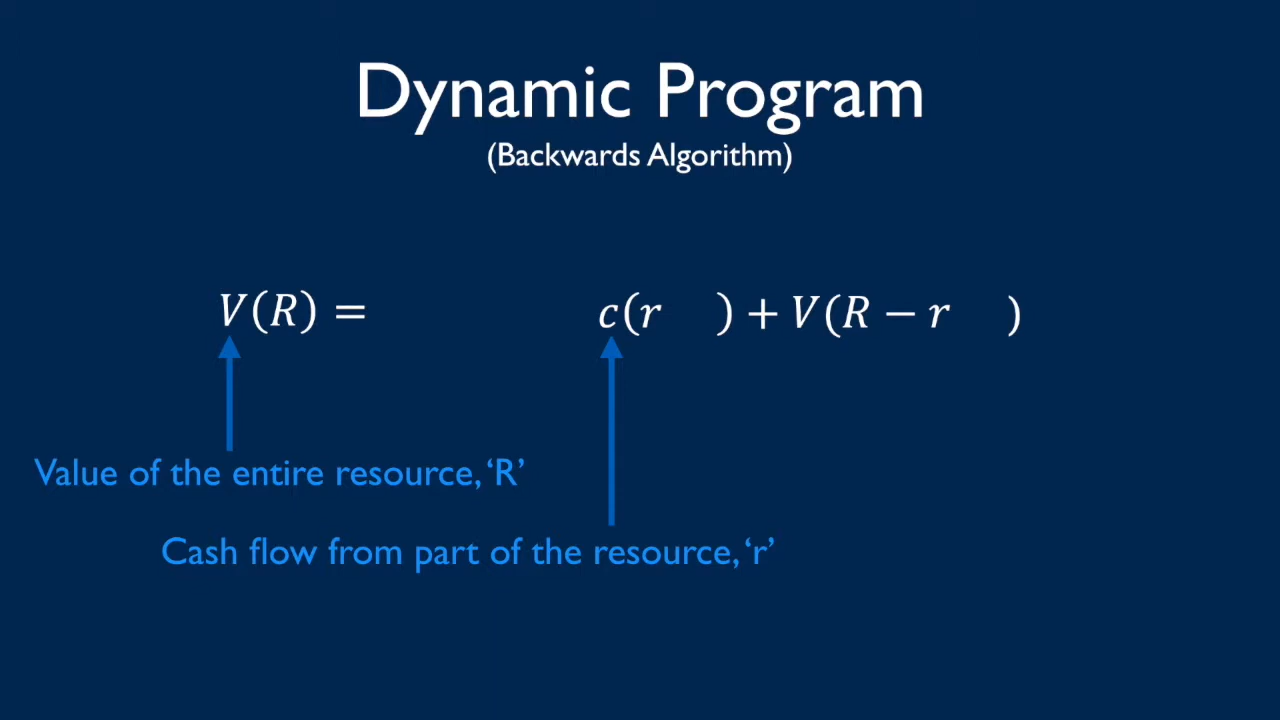 Dynamic Program
(Backwards Algorithm)
V(R) = c(r ) + V(R − r )
Value of the entire resource, ‘R’
Cash flow from part of the resource, ‘r’